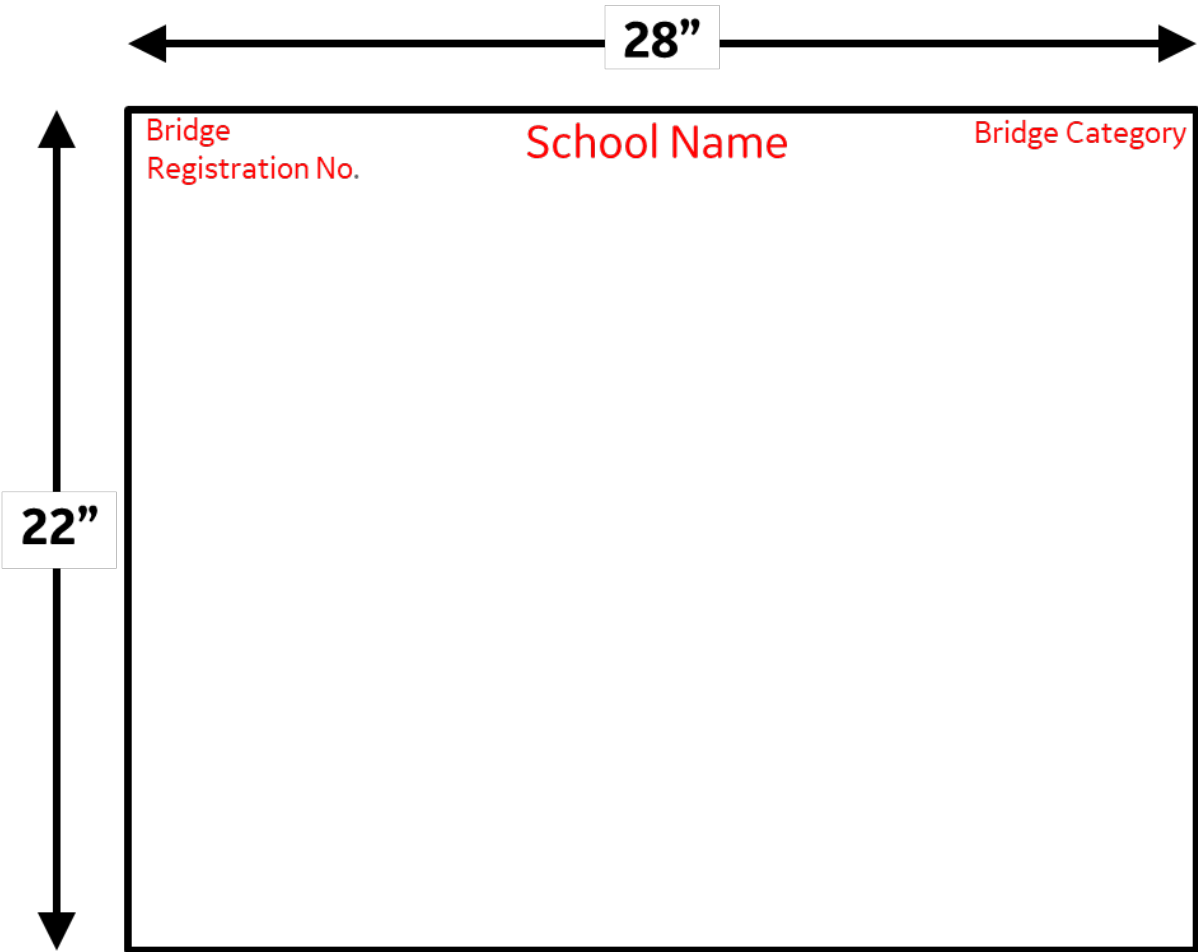 28”
Bridge
Registration No.
School Name
Bridge Category
22”